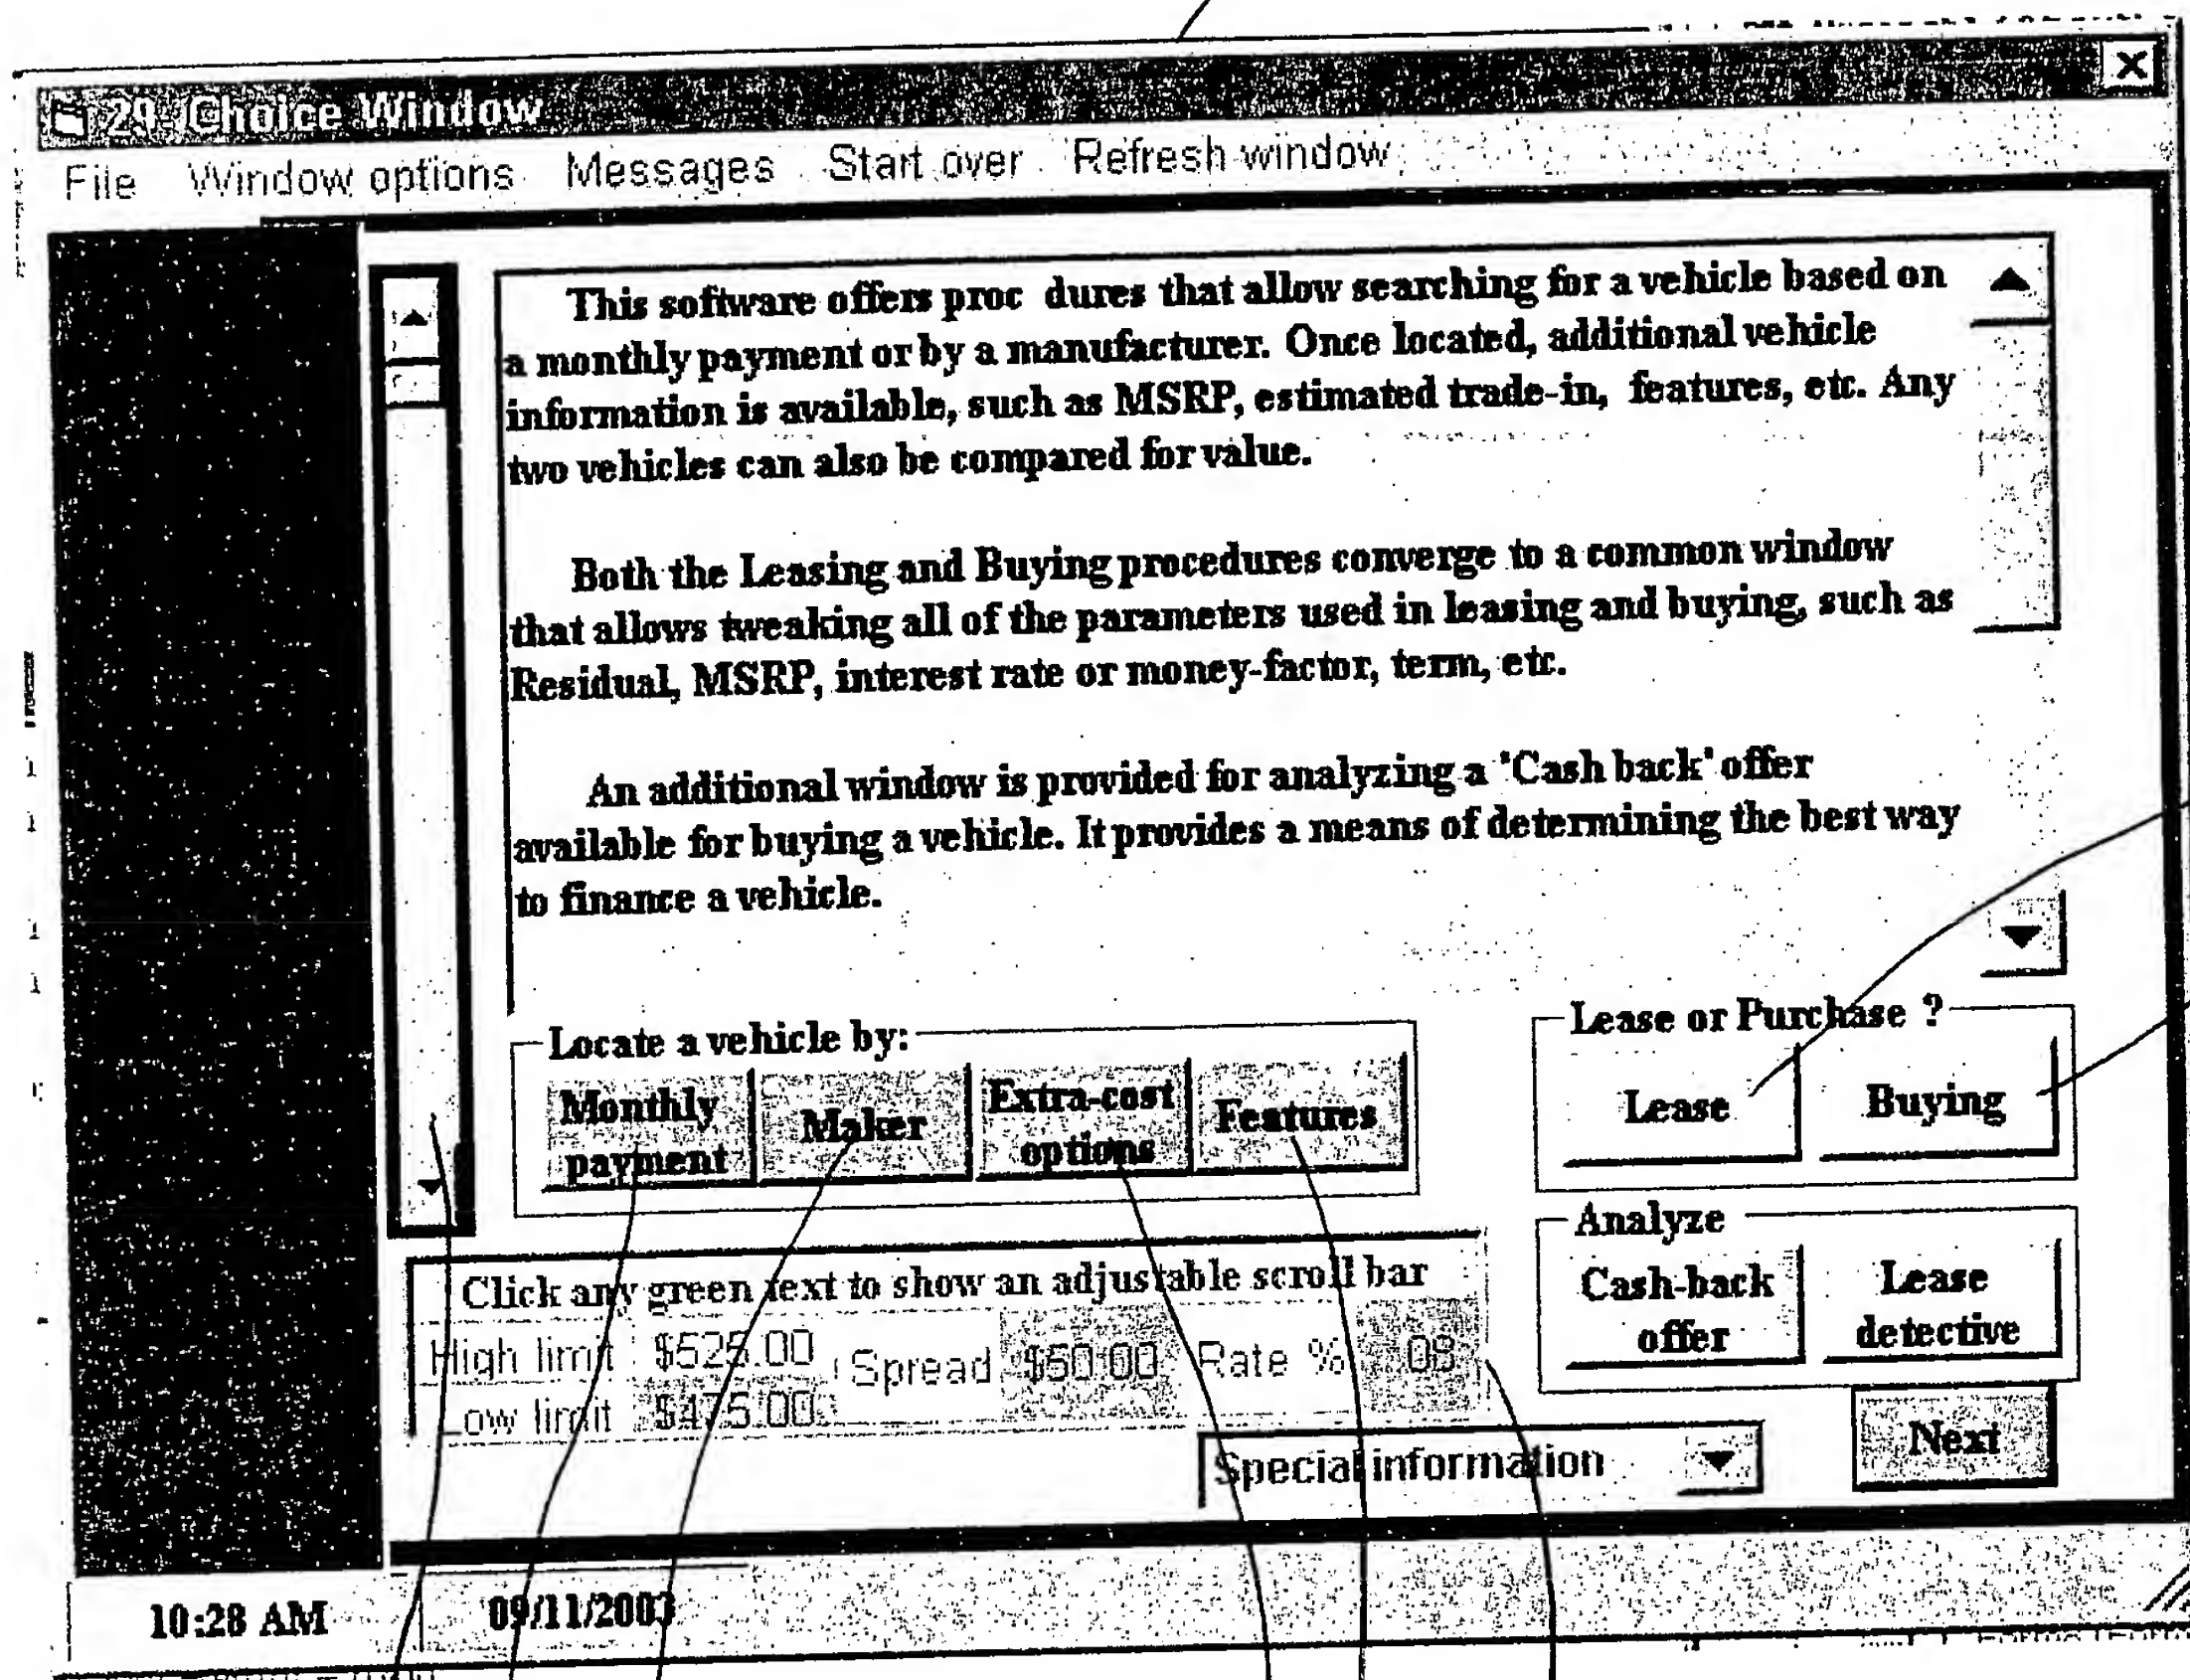 29- Choice Window
File Window options Messages Start over Refresh window
This software offers proc dures that allow searching for a vehicle based on
a monthly payment or by a manufacturer. Once located, additional vehicle
information is available, such as MSRP, estimated trade-in, features, etc. Any
two vehicles can also be compared for value.
Both the Leasing and Buying procedures converge to a common window
that allows tweaking all of the parameters used in leasing and buying, such as
Residual, MSRP, interest rate or money-factor, term, etc.
An additional window is provided for analyzing a 'Cash back' offer
available for buying a vehicle. It provides a means of determining the best way
to finance a vehicle.
Locate a vehicle by:
Monthly
payment
Maker
Extra-cost
options
Features
Lease or Purchase ?
Lease
Buying
Analyze
Cash-back
offer
Lease
detective
Click any green text to show an adjustable scroll bar
High limit $525.00 Spread $50.00 Rate %
Low limit $475.00
Special information
Next
10:28 AM 09/11/2003